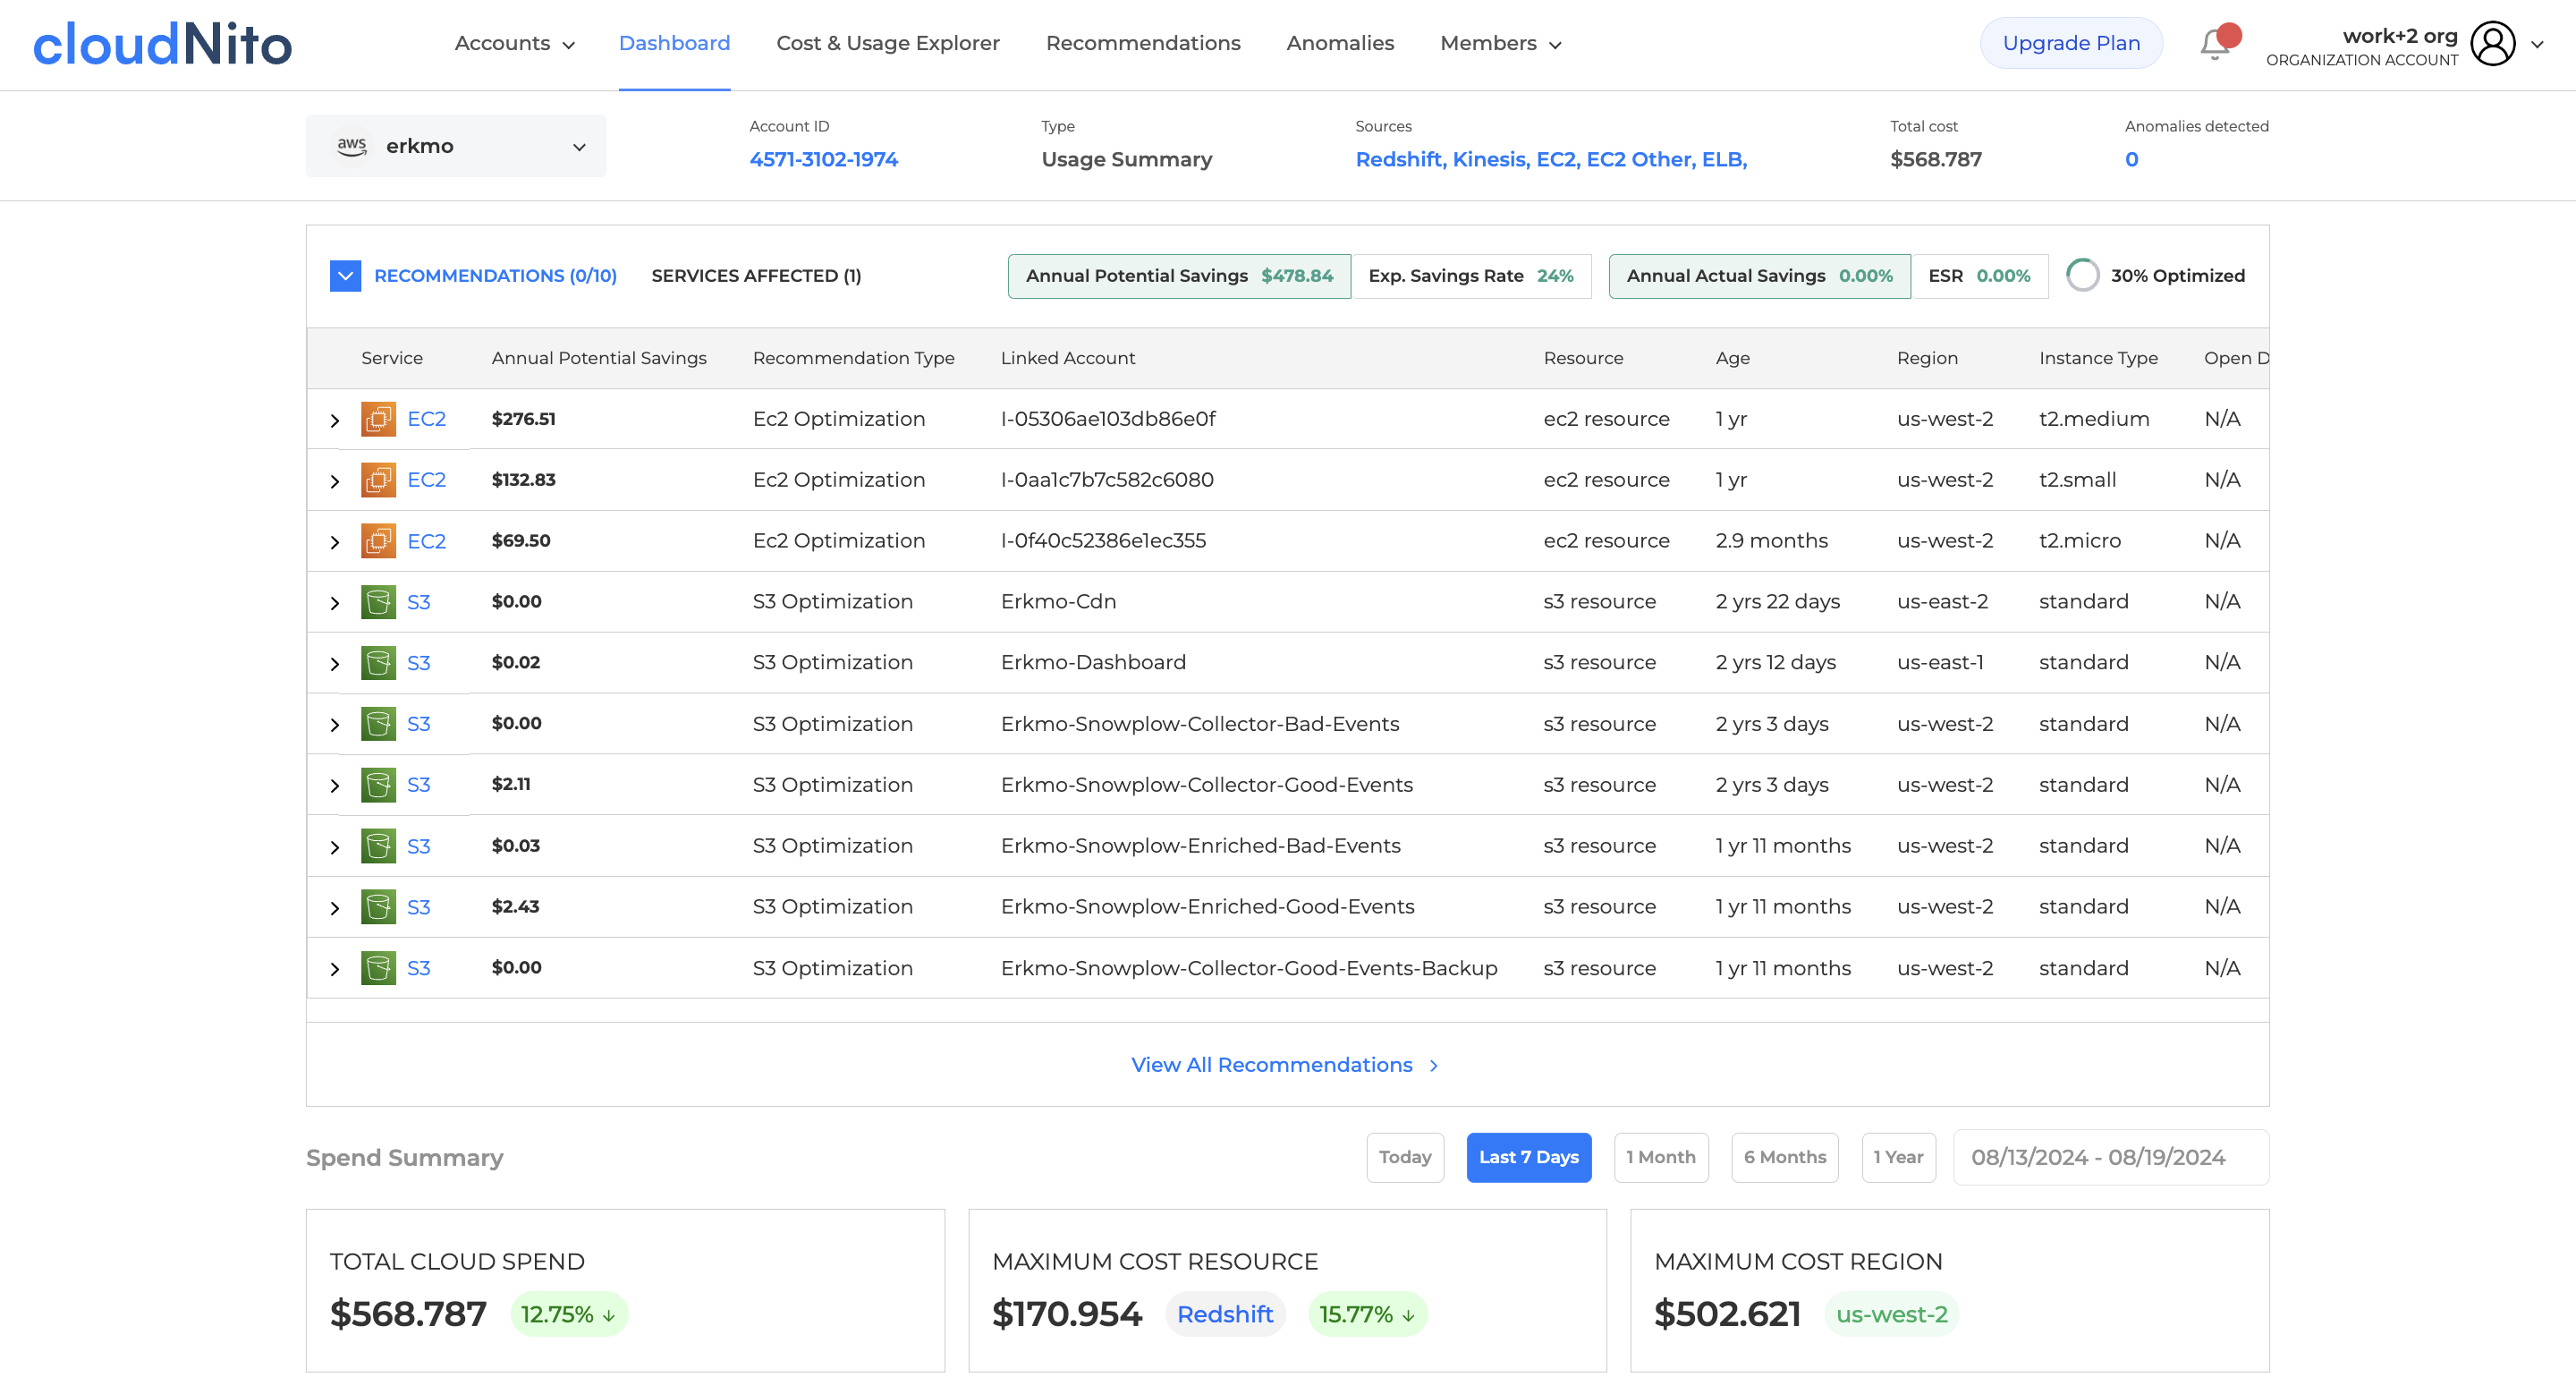 cloudNito
Accounts Dashboard Cost & Usage Explorer Recommendations Anomalies Members Upgrade Plan work+2 org
ORGANIZATION ACCOUNT
aws erkmo
Account ID Type Sources Total cost Anomalies detected
4571-3102-1974 Usage Summary Redshift, Kinesis, EC2, EC2 Other, ELB, $568.787 0
RECOMMENDATIONS (0/10) SERVICES AFFECTED (1) Annual Potential Savings $478.84 Exp. Savings Rate 24% Annual Actual Savings 0.00% ESR 0.00% 30% Optimized
Service Annual Potential Savings Recommendation Type Linked Account Resource Age Region Instance Type Open D
EC2 $276.51 Ec2 Optimization I-05306ae103db86e0f ec2 resource 1 yr us-west-2 t2.medium N/A
EC2 $132.83 Ec2 Optimization I-0aa1c7b7c582c6080 ec2 resource 1 yr us-west-2 t2.small N/A
EC2 $69.50 Ec2 Optimization I-0f40c52386e1ec355 ec2 resource 2.9 months us-west-2 t2.micro N/A
S3 $0.00 S3 Optimization Erkmo-Cdn s3 resource 2 yrs 22 days us-east-2 standard N/A
S3 $0.02 S3 Optimization Erkmo-Dashboard s3 resource 2 yrs 12 days us-east-1 standard N/A
S3 $0.00 S3 Optimization Erkmo-Snowplow-Collector-Bad-Events s3 resource 2 yrs 3 days us-west-2 standard N/A
S3 $2.11 S3 Optimization Erkmo-Snowplow-Collector-Good-Events s3 resource 2 yrs 3 days us-west-2 standard N/A
S3 $0.03 S3 Optimization Erkmo-Snowplow-Enriched-Bad-Events s3 resource 1 yr 11 months us-west-2 standard N/A
S3 $2.43 S3 Optimization Erkmo-Snowplow-Enriched-Good-Events s3 resource 1 yr 11 months us-west-2 standard N/A
S3 $0.00 S3 Optimization Erkmo-Snowplow-Collector-Good-Events-Backup s3 resource 1 yr 11 months us-west-2 standard N/A
View All Recommendations
Spend Summary Today Last 7 Days 1 Month 6 Months 1 Year 08/13/2024 - 08/19/2024
TOTAL CLOUD SPEND MAXIMUM COST RESOURCE MAXIMUM COST REGION
$568.787 12.75% ↓ $170.954 Redshift 15.77% ↓ $502.621 us-west-2